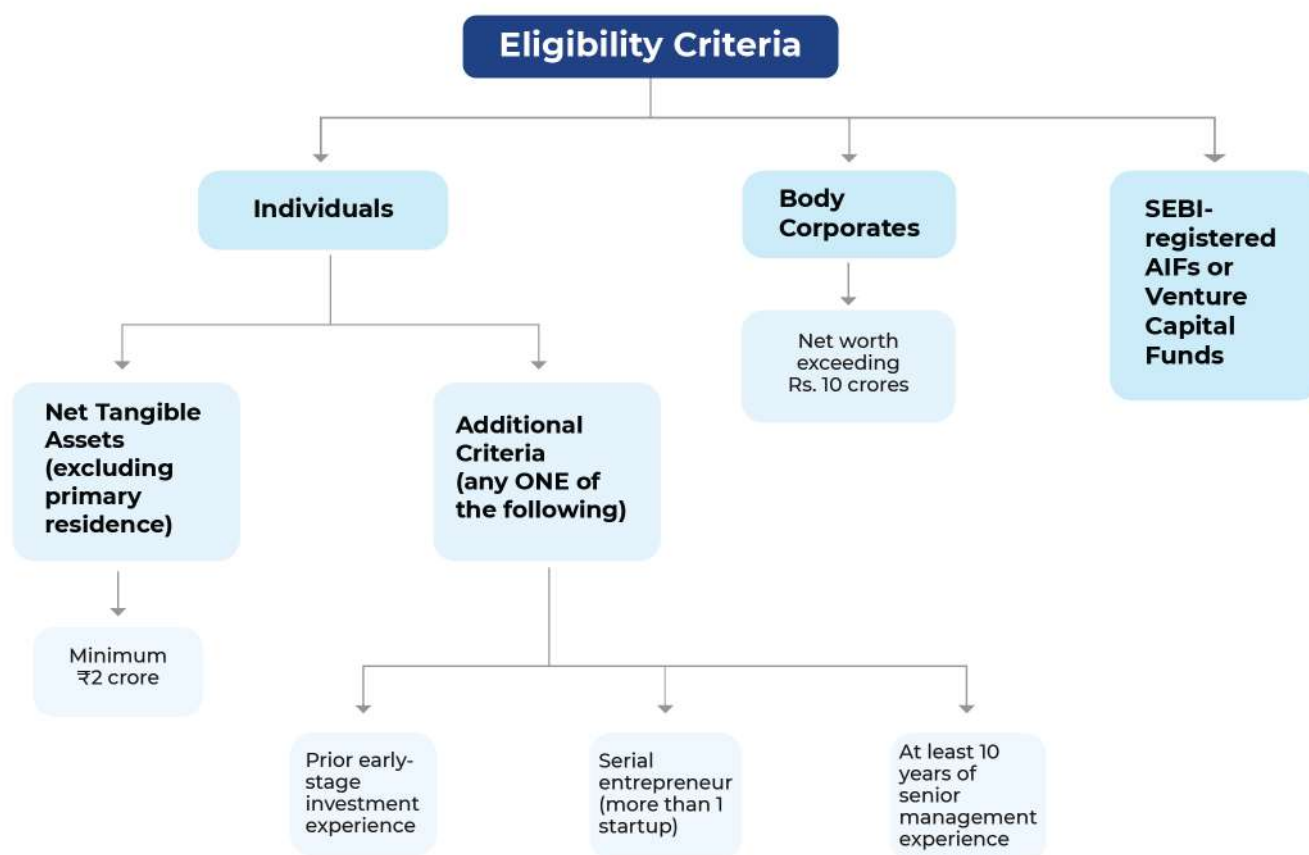 Eligibility Criteria
Individuals
Body
Corporates
SEBI-
registered
AIFs or
Venture
Capital
Funds
Net worth
exceeding
Rs. 10 crores
Net Tangible
Assets
(excluding
primary
residence)
Additional
Criteria
(any ONE of
the following)
Minimum
₹2 crore
Prior early-
stage
investment
experience
Serial
entrepreneur
(more than 1
startup)
At least 10
years of
senior
management
experience